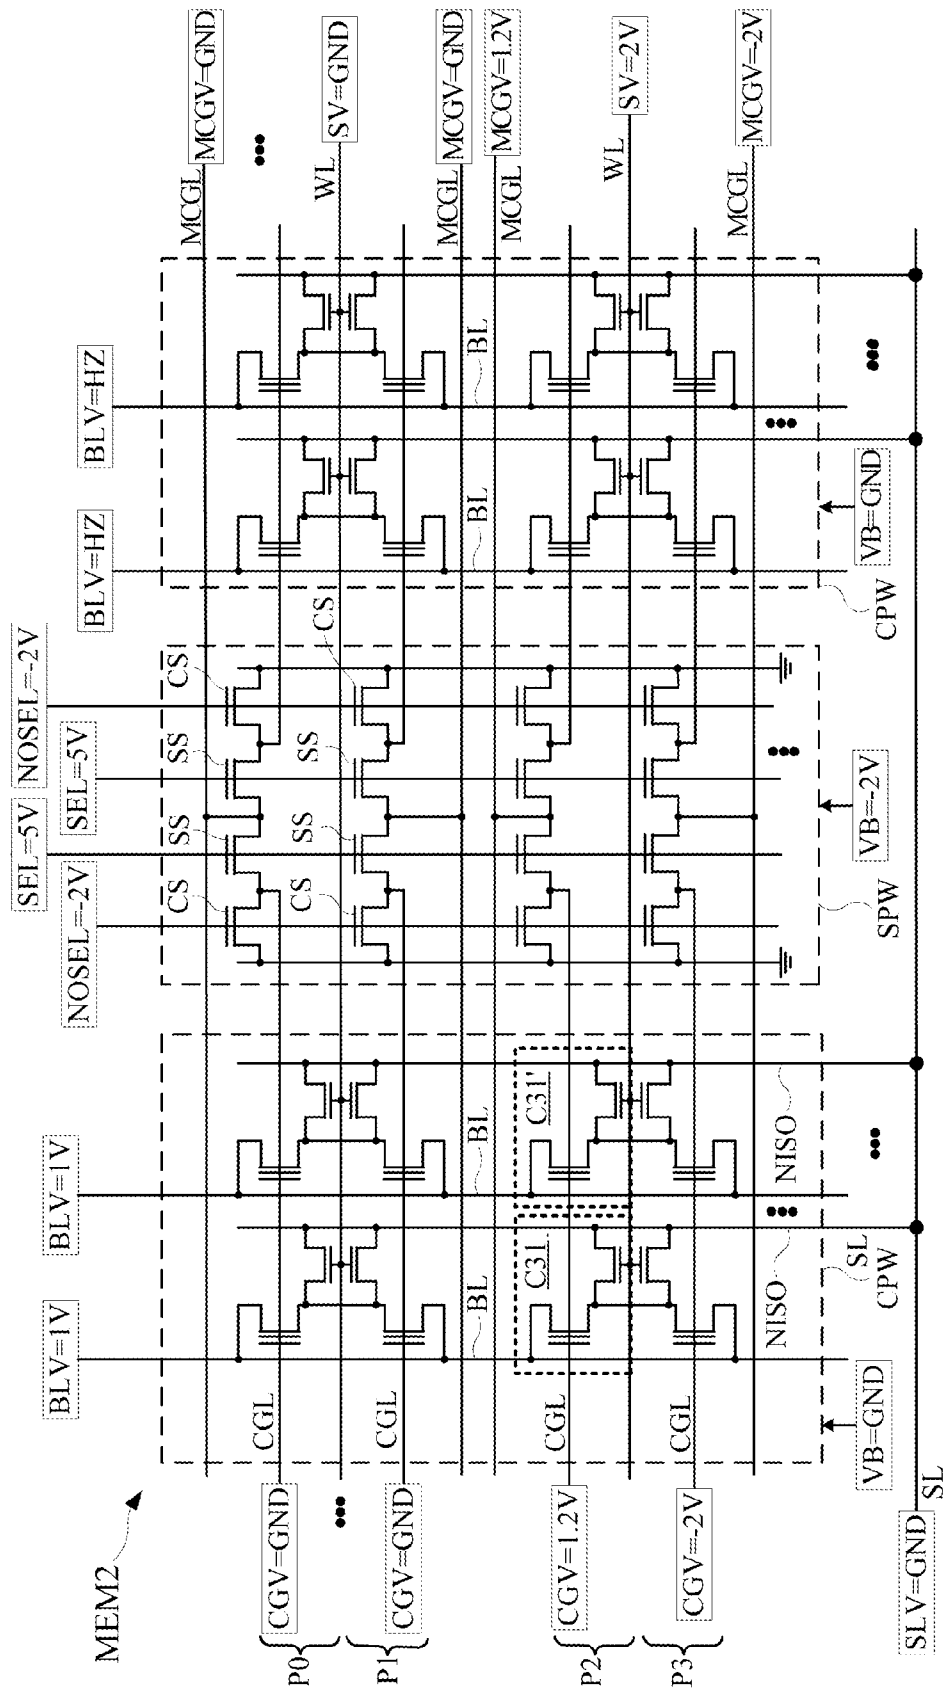 MEM2
BLV=1V
BLV=1V
NOSEL=-2V
SEL=5V
SEL=5V
NOSEL=-2V
BLV=HZ
BLV=HZ
MCGL
MCGV=GND
CS
SS
SS
CS
P0
CGV=GND
CGL
WL
SV=GND
CS
SS
SS
CS
P1
CGV=GND
CGL
MCGL
MCGV=GND
BL
BL
BL
BL
MCGL
MCGV=1.2V
C31
C31'
P2
CGV=1.2V
CGL
WL
SV=2V
P3
CGV=-2V
CGL
MCGL
MCGV=-2V
NISO
NISO
SL
CPW
SPW
CPW
VB=GND
VB=-2V
VB=GND
SLV=GND
SL